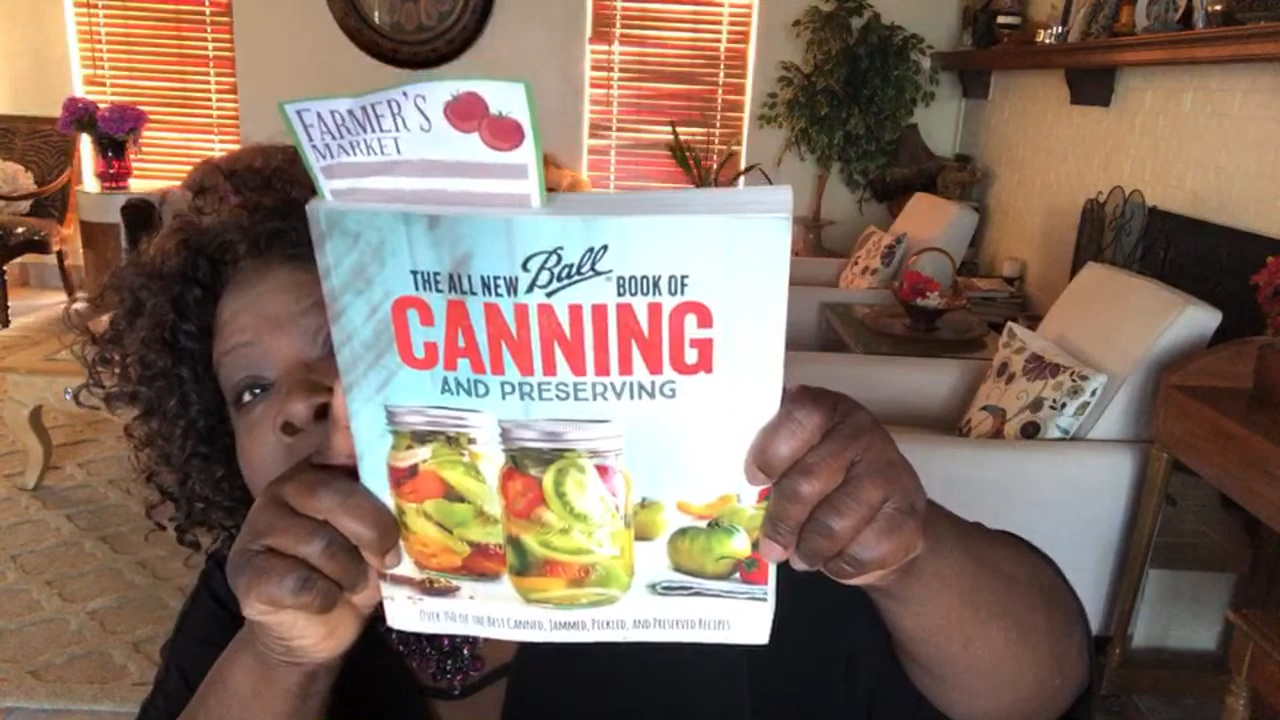 FARMER'S
MARKET
THE ALL NEW Ball BOOK OF
CANNING
AND PRESERVING
OVER 350 OF THE BEST CANNED, JAMMED, PICKLED, AND PRESERVED RECIPES